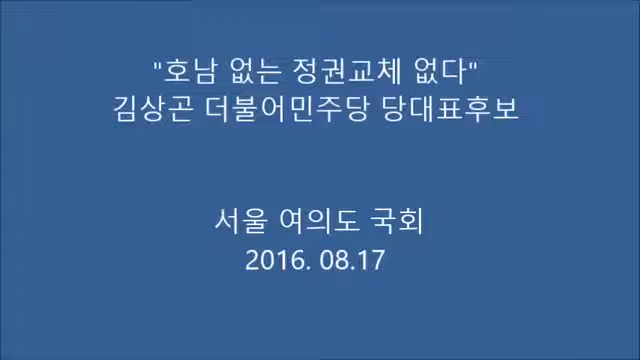 "호남 없는 정권교체 없다"
김상곤 더불어민주당 당대표후보
서울 여의도 국회
2016. 08.17